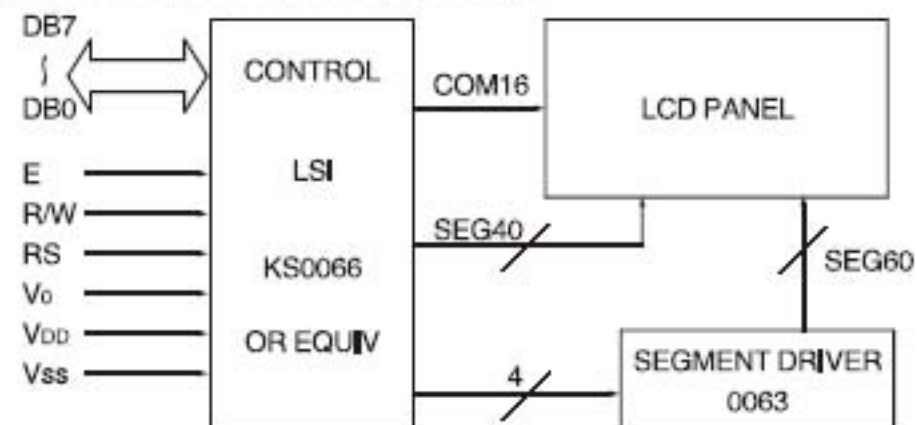 DB7
DB0
E
R/W
RS
V0
VDD
Vss
CONTROL
LSI
KS0066
OR EQUIV
COM16
SEG40
4
LCD PANEL
SEG60
SEGMENT DRIVER
0063